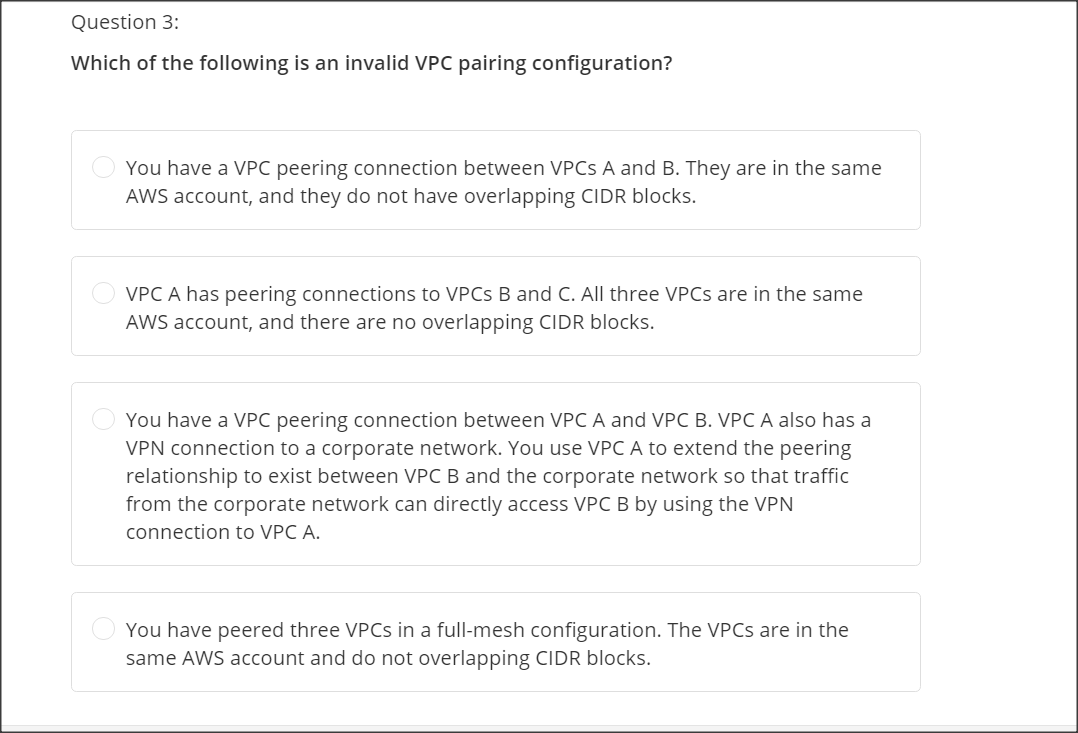 Question 3:
Which of the following is an invalid VPC pairing configuration?
You have a VPC peering connection between VPCs A and B. They are in the same
AWS account, and they do not have overlapping CIDR blocks.
VPC A has peering connections to VPCs B and C. All three VPCs are in the same
AWS account, and there are no overlapping CIDR blocks.
You have a VPC peering connection between VPC A and VPC B. VPC A also has a
VPN connection to a corporate network. You use VPC A to extend the peering
relationship to exist between VPC B and the corporate network so that traffic
from the corporate network can directly access VPC B by using the VPN
connection to VPC A.
You have peered three VPCs in a full-mesh configuration. The VPCs are in the
same AWS account and do not overlapping CIDR blocks.